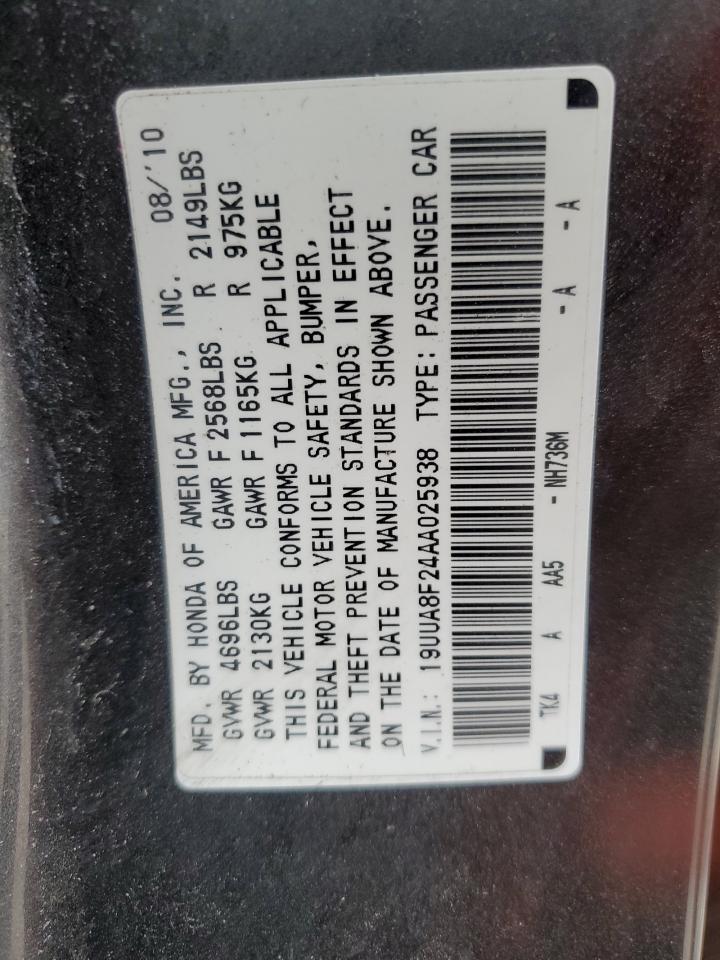 MFD. BY HONDA OF AMERICA MFG., INC. 08/'10
GVWR 4696LBS GAWR F 2568LBS R 2149LBS
GVWR 2130KG GAWR F 1165KG R 975KG
THIS VEHICLE CONFORMS TO ALL APPLICABLE
FEDERAL MOTOR VEHICLE SAFETY, BUMPER,
AND THEFT PREVENTION STANDARDS IN EFFECT
ON THE DATE OF MANUFACTURE SHOWN ABOVE.
V.I.N.: 19UUA8F24AA025938 TYPE: PASSENGER CAR
TK4 A AA5 - NH736M - A - A